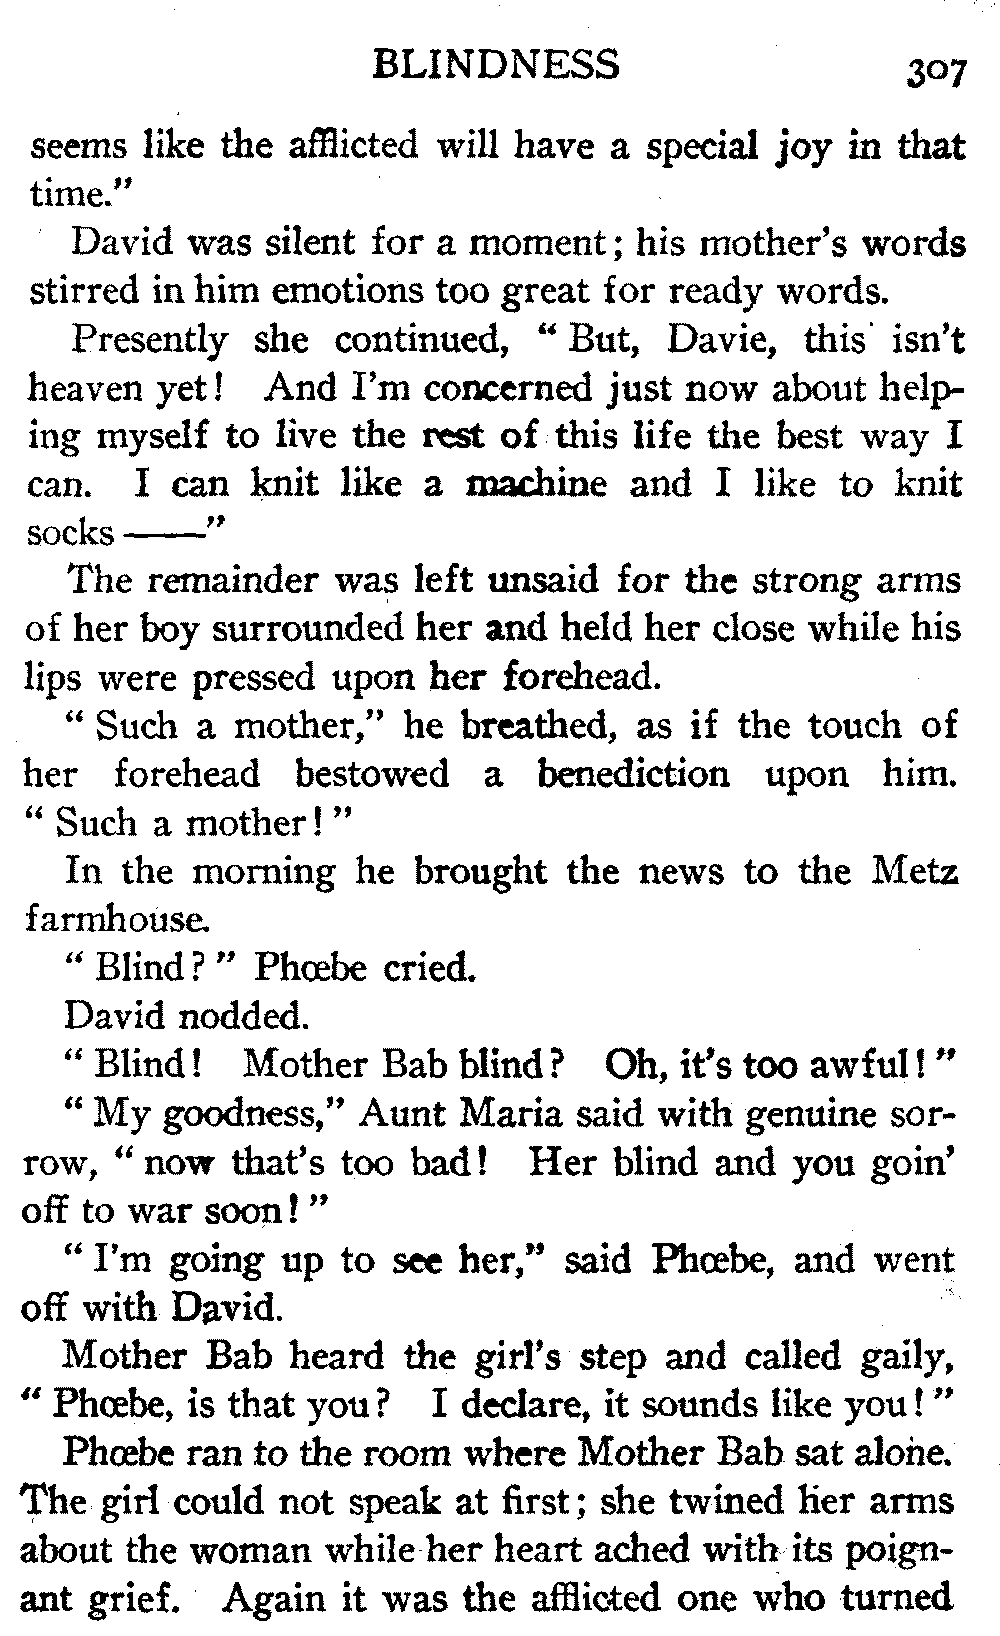 BLINDNESS 307
seems like the afflicted will have a special joy in that
time."
David was silent for a moment; his mother's words
stirred in him emotions too great for ready words.
Presently she continued, "But, Davie, this isn't
heaven yet! And I'm concerned just now about help-
ing myself to live the rest of this life the best way I
can. I can knit like a machine and I like to knit
socks ——"
The remainder was left unsaid for the strong arms
of her boy surrounded her and held her close while his
lips were pressed upon her forehead.
"Such a mother," he breathed, as if the touch of
her forehead bestowed a benediction upon him.
"Such a mother!"
In the morning he brought the news to the Metz
farmhouse.
"Blind?" Phœbe cried.
David nodded.
"Blind! Mother Bab blind? Oh, it's too awful!"
"My goodness," Aunt Maria said with genuine sor-
row, "now that's too bad! Her blind and you goin'
off to war soon!"
"I'm going up to see her," said Phœbe, and went
off with David.
Mother Bab heard the girl's step and called gaily,
"Phœbe, is that you? I declare, it sounds like you!"
Phœbe ran to the room where Mother Bab sat alone.
The girl could not speak at first; she twined her arms
about the woman while her heart ached with its poign-
ant grief. Again it was the afflicted one who turned